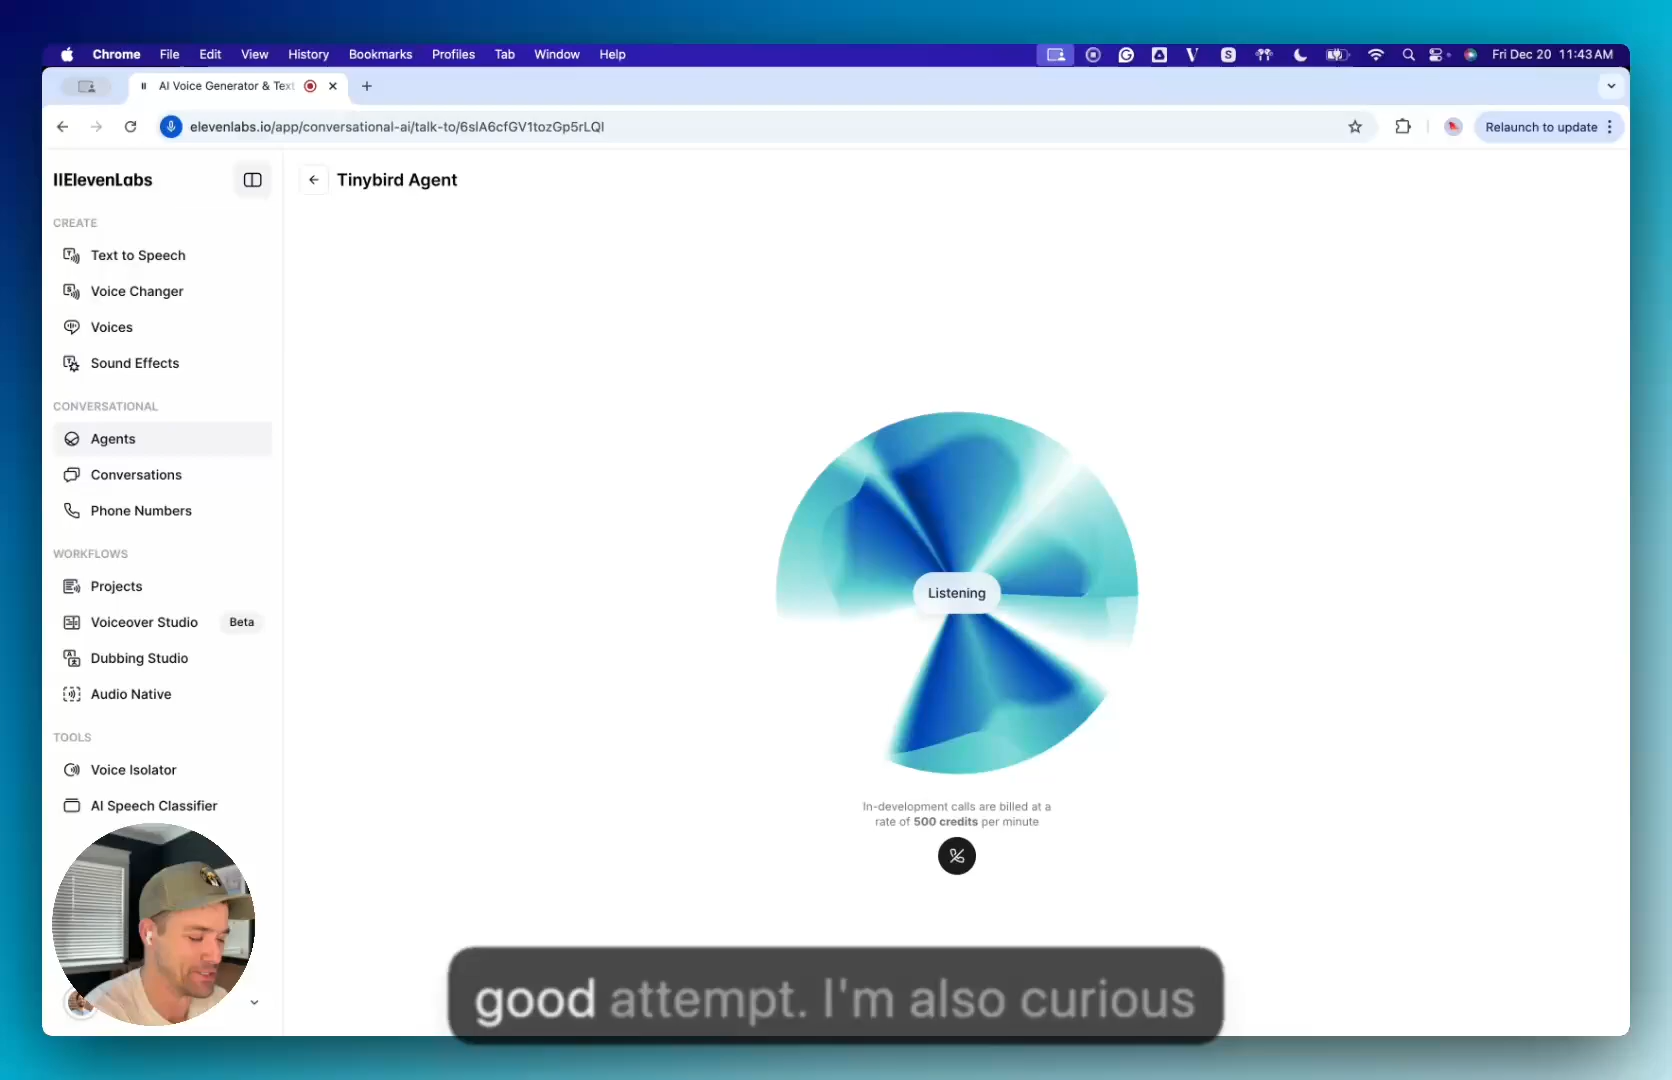 Chrome File Edit View History Bookmarks Profiles Tab Window Help Fri Dec 20 11:43 AM
AI Voice Generator & Text
elevenlabs.io/app/conversational-ai/talk-to/6slA6cfGV1tozGp5rLQl
Relaunch to update
IIElevenLabs
Tinybird Agent
CREATE
Text to Speech
Voice Changer
Voices
Sound Effects
CONVERSATIONAL
Agents
Conversations
Phone Numbers
WORKFLOWS
Projects
Voiceover Studio Beta
Dubbing Studio
Audio Native
TOOLS
Voice Isolator
AI Speech Classifier
Listening
In-development calls are billed at a
rate of 500 credits per minute
good attempt. I'm also curious